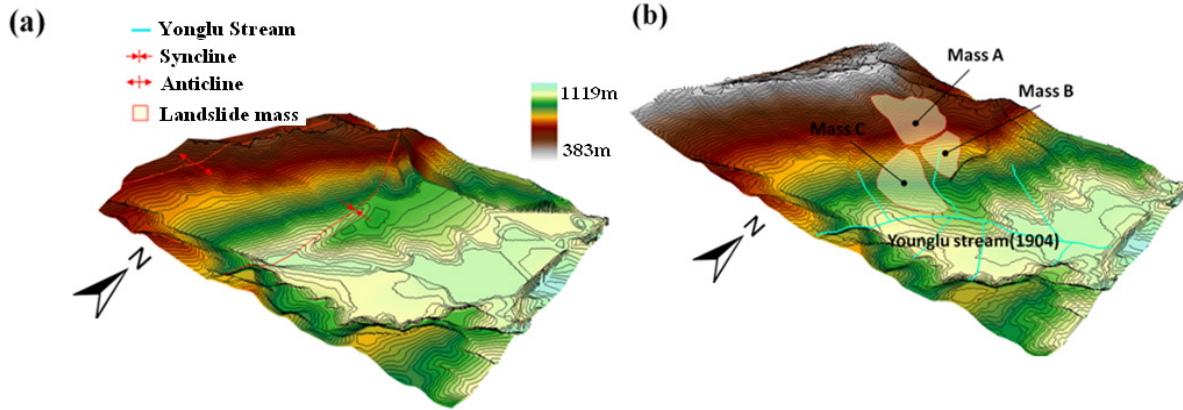 (a)
Yonglu Stream
Syncline
Anticline
Landslide mass
1119m
383m
N
(b)
Mass A
Mass B
Mass C
Younglu stream(1904)
N